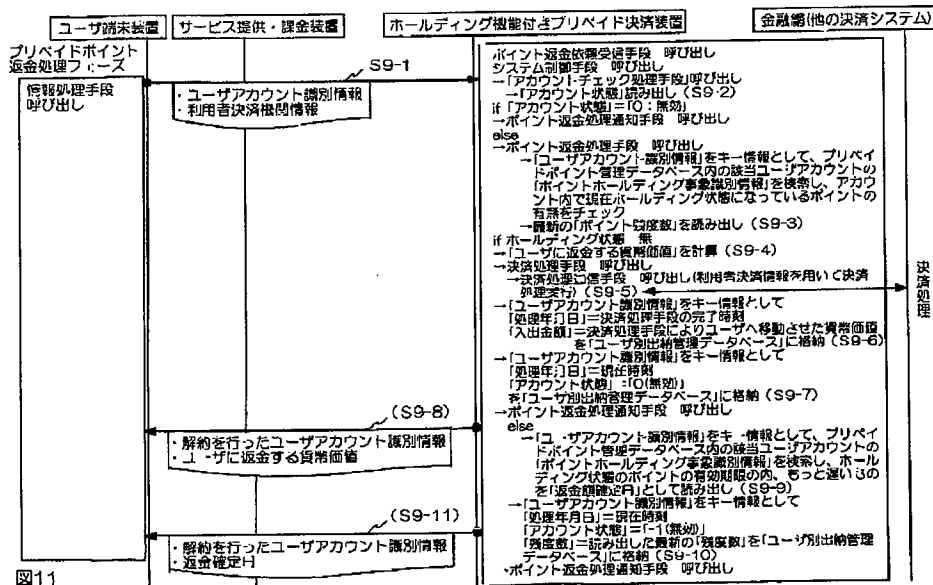 ユーザ端末装置
サービス提供・課金装置
ホールディング機能付きプリペイド決済装置
金融網(他の決済システム)
プリペイドポイント
返金処理フェーズ
情報処理手段
呼び出し
S9-1
・ユーザアカウント識別情報
・利用者決済機関情報
ポイント返金依頼受信手段 呼び出し
システム制御手段 呼び出し
→「アカウント・チェック処理手段」呼び出し
→「アカウント状態」読み出し (S9-2)
if「アカウント状態」=「0:無効」
→ポイント返金処理通知手段 呼び出し
else
→ポイント返金処理手段 呼び出し
→「ユーザアカウント識別情報」をキー情報として、プリペイ
ドポイント管理データベース内の該当ユーザアカウントの
「ポイントホールディング事象識別情報」を検索し、アカウ
ント内で現在ホールディング状態になっているポイントの
有無をチェック
→最新の「ポイント残度数」を読み出し (S9-3)
if ホールディング状態 無
→「ユーザに返金する貨幣価値」を計算 (S9-4)
→決済処理手段 呼び出し
→決済処理通信手段 呼び出し(利用者決済情報を用いて決済
処理実行) (S9-5)
決済処理
→「ユーザアカウント識別情報」をキー情報として
「処理年月日」=決済処理手段の完了時刻
「入出金額」=決済処理手段によりユーザへ移動させた貨幣価値
を「ユーザ別出納管理データベース」に格納 (S9-6)
→「ユーザアカウント識別情報」をキー情報として
「処理年月日」=現在時刻
「アカウント状態」=「0(無効)」
を「ユーザ別出納管理データベース」に格納 (S9-7)
→ポイント返金処理通知手段 呼び出し
(S9-8)
・解約を行ったユーザアカウント識別情報
・ユーザに返金する貨幣価値
else
→「ユーザアカウント識別情報」をキー情報として、プリペイ
ドポイント管理データベース内の該当ユーザアカウントの
「ポイントホールディング事象識別情報」を検索し、ホール
ディング状態のポイントの有効期限の内、もっと遅いもの
を「返金額確定日」として読み出し (S9-9)
→「ユーザアカウント識別情報」をキー情報として
「処理年月日」=現在時刻
「アカウント状態」=「-1(無効)」
「残度数」=読み出した最新の「残度数」を「ユーザ別出納管理
データベース」に格納 (S9-10)
→ポイント返金処理通知手段 呼び出し
(S9-11)
・解約を行ったユーザアカウント識別情報
・返金確定日
図11